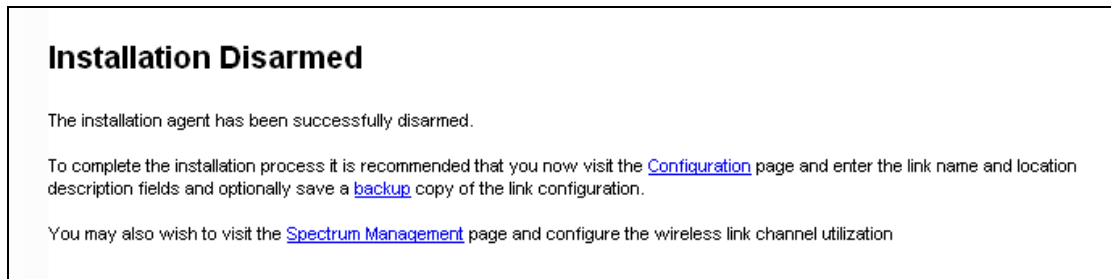 Installation Disarmed
The installation agent has been successfully disarmed.
To complete the installation process it is recommended that you now visit the Configuration page and enter the link name and location
description fields and optionally save a backup copy of the link configuration.
You may also wish to visit the Spectrum Management page and configure the wireless link channel utilization